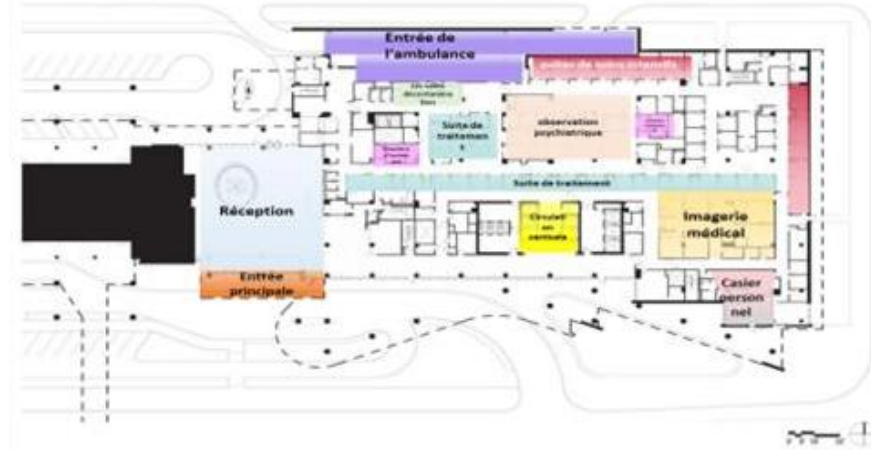 Entrée de
l'ambulance
Suite de
traitemen
t
observation
psychiatrique
Suite de traitement
Réception
Circulati
on
verticale
Imagerie
médical
Entrée
principale
Casier
person
nel